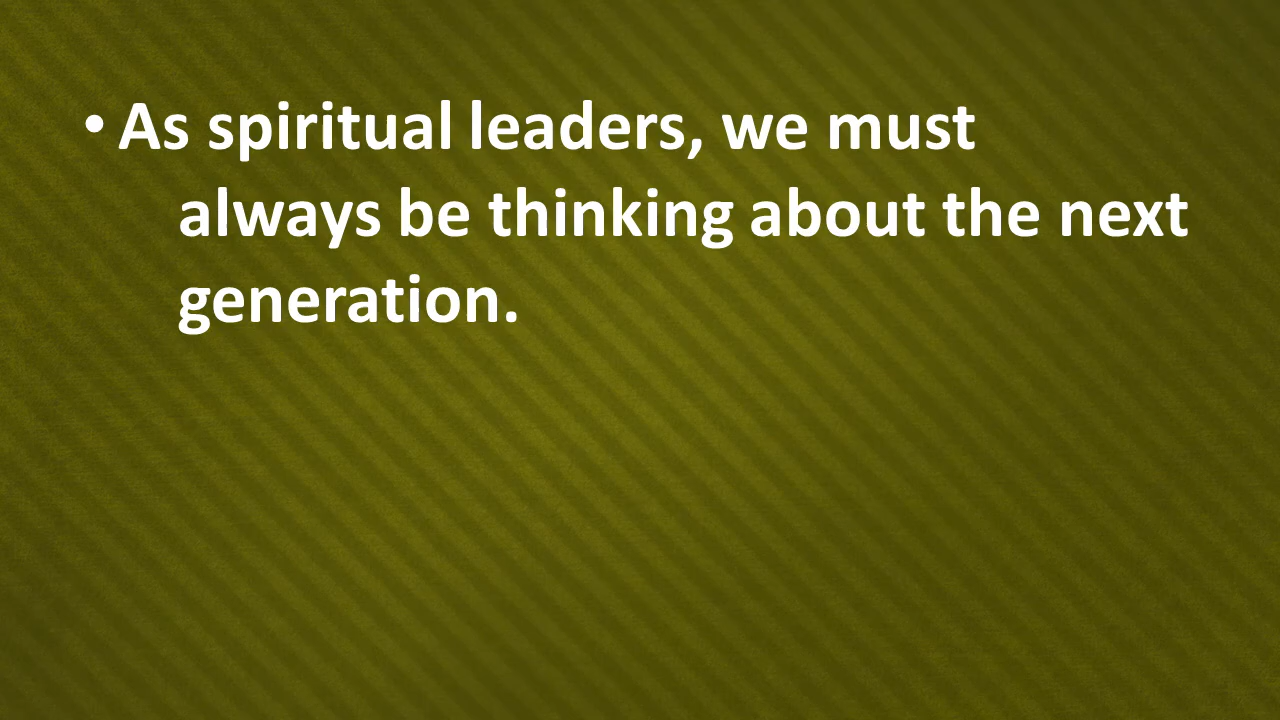 • As spiritual leaders, we must
always be thinking about the next
generation.